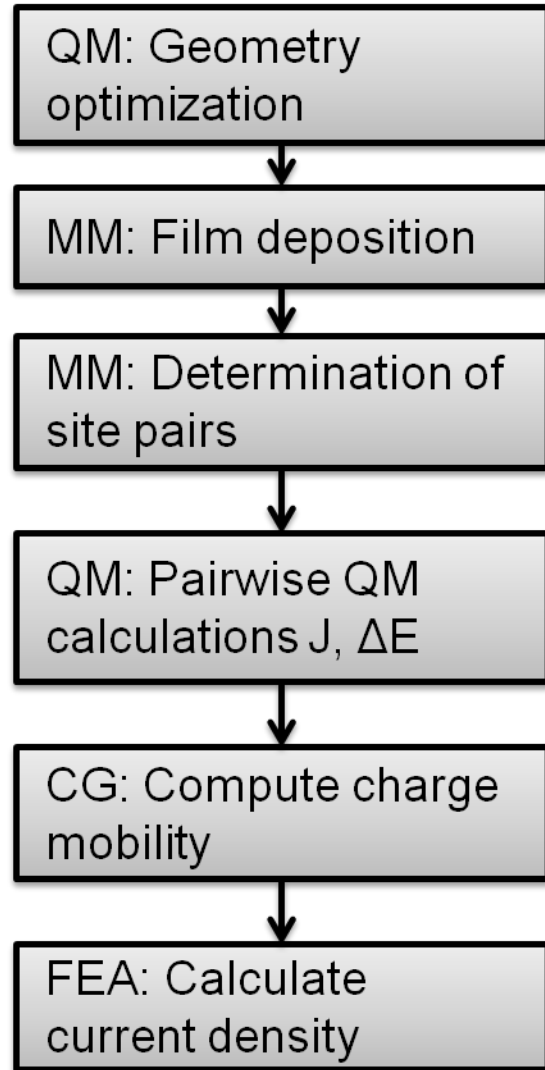 QM: Geometry
optimization
MM: Film deposition
MM: Determination of
site pairs
QM: Pairwise QM
calculations J, ΔE
CG: Compute charge
mobility
FEA: Calculate
current density